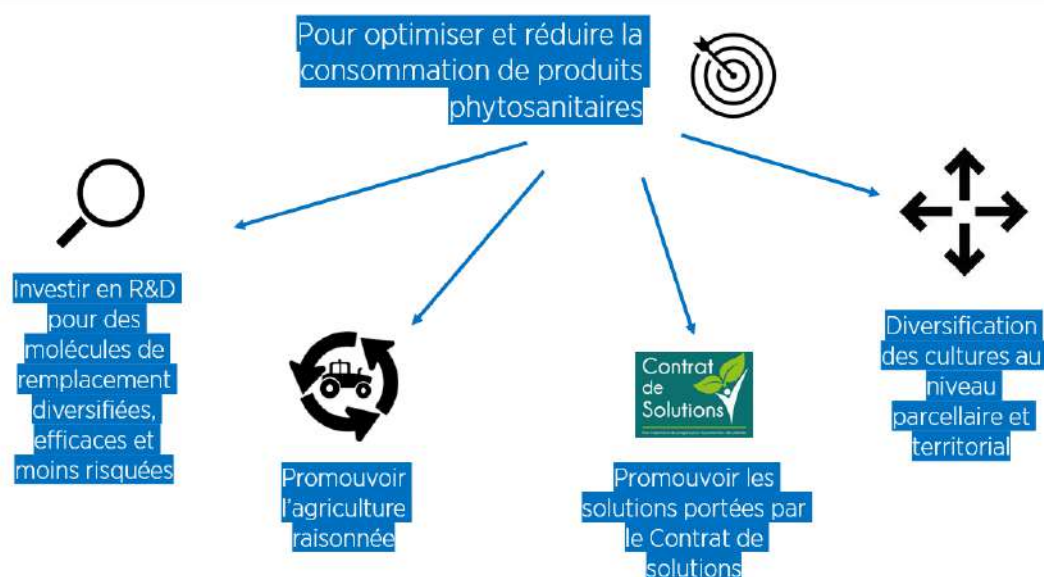 Pour optimiser et réduire la
consommation de produits
phytosanitaires
Investir en R&D
pour des
molécules de
remplacement
diversifiées,
efficaces et
moins risquées
Promouvoir
l'agriculture
raisonnée
Contrat
de
Solutions
Promouvoir les
solutions portées par
le Contrat de
solutions
Diversification
des cultures au
niveau
parcellaire et
territorial